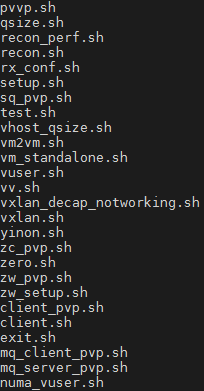 pvvp.sh
qsize.sh
recon_perf.sh
recon.sh
rx_conf.sh
setup.sh
sq_pvp.sh
test.sh
vhost_qsize.sh
vm2vm.sh
vm_standalone.sh
vuser.sh
vv.sh
vxlan_decap_notworking.sh
vxlan.sh
yinon.sh
zc_pvp.sh
zero.sh
zw_pvp.sh
zw_setup.sh
client_pvp.sh
client.sh
exit.sh
mq_client_pvp.sh
mq_server_pvp.sh
numa_vuser.sh